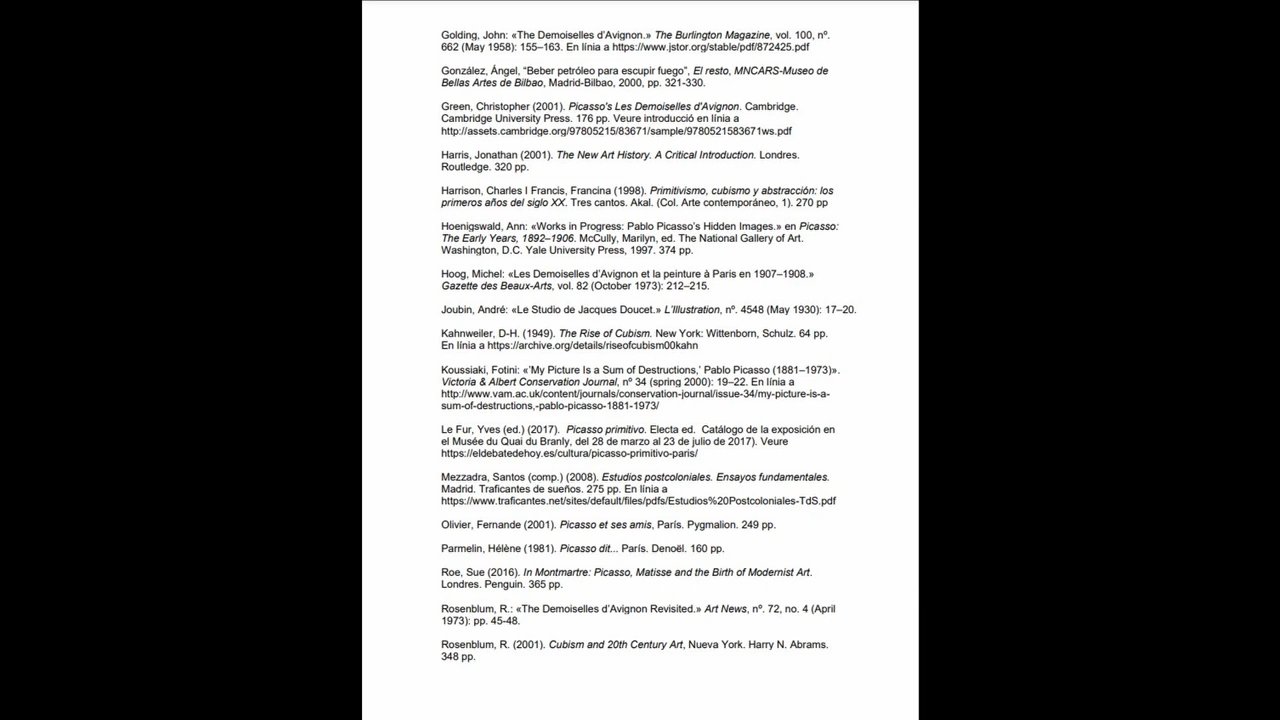 Golding, John: «The Demoiselles d’Avignon.» The Burlington Magazine, vol. 100, nº.
662 (May 1958): 155–163. En línia a https://www.jstor.org/stable/pdf/872425.pdf
González, Ángel, “Beber petróleo para escupir fuego”, El resto, MNCARS-Museo de
Bellas Artes de Bilbao, Madrid-Bilbao, 2000, pp. 321-330.
Green, Christopher (2001). Picasso's Les Demoiselles d'Avignon. Cambridge.
Cambridge University Press. 176 pp. Veure introducció en línia a
http://assets.cambridge.org/97805215/83671/sample/9780521583671ws.pdf
Harris, Jonathan (2001). The New Art History. A Critical Introduction. Londres.
Routledge. 320 pp.
Harrison, Charles I Francis, Francina (1998). Primitivismo, cubismo y abstracción: los
primeros años del siglo XX. Tres cantos. Akal. (Col. Arte contemporáneo, 1). 270 pp
Hoenigswald, Ann: «Works in Progress: Pablo Picasso’s Hidden Images.» en Picasso:
The Early Years, 1892–1906. McCully, Marilyn, ed. The National Gallery of Art.
Washington, D.C. Yale University Press, 1997. 374 pp.
Hoog, Michel: «Les Demoiselles d’Avignon et la peinture à Paris en 1907–1908.»
Gazette des Beaux-Arts, vol. 82 (October 1973): 212–215.
Joubin, André: «Le Studio de Jacques Doucet.» L’Illustration, nº. 4548 (May 1930): 17–20.
Kahnweiler, D-H. (1949). The Rise of Cubism. New York: Wittenborn, Schulz. 64 pp.
En línia a https://archive.org/details/riseofcubism00kahn
Koussiaki, Fotini: «’My Picture Is a Sum of Destructions,’ Pablo Picasso (1881–1973)».
Victoria & Albert Conservation Journal, nº 34 (spring 2000): 19–22. En línia a
http://www.vam.ac.uk/content/journals/conservation-journal/issue-34/my-picture-is-a-
sum-of-destructions,-pablo-picasso-1881-1973/
Le Fur, Yves (ed.) (2017). Picasso primitivo. Electa ed. Catálogo de la exposición en
el Musée du Quai du Branly, del 28 de marzo al 23 de julio de 2017). Veure
https://eldebatedehoy.es/cultura/picasso-primitivo-paris/
Mezzadra, Santos (comp.) (2008). Estudios postcoloniales. Ensayos fundamentales.
Madrid. Traficantes de sueños. 275 pp. En línia a
https://www.traficantes.net/sites/default/files/pdfs/Estudios%20Postcoloniales-TdS.pdf
Olivier, Fernande (2001). Picasso et ses amis, París. Pygmalion. 249 pp.
Parmelin, Hélène (1981). Picasso dit... París. Denoël. 160 pp.
Roe, Sue (2016). In Montmartre: Picasso, Matisse and the Birth of Modernist Art.
Londres. Penguin. 365 pp.
Rosenblum, R.: «The Demoiselles d’Avignon Revisited.» Art News, nº. 72, no. 4 (April
1973): pp. 45-48.
Rosenblum, R. (2001). Cubism and 20th Century Art, Nueva York. Harry N. Abrams.
348 pp.